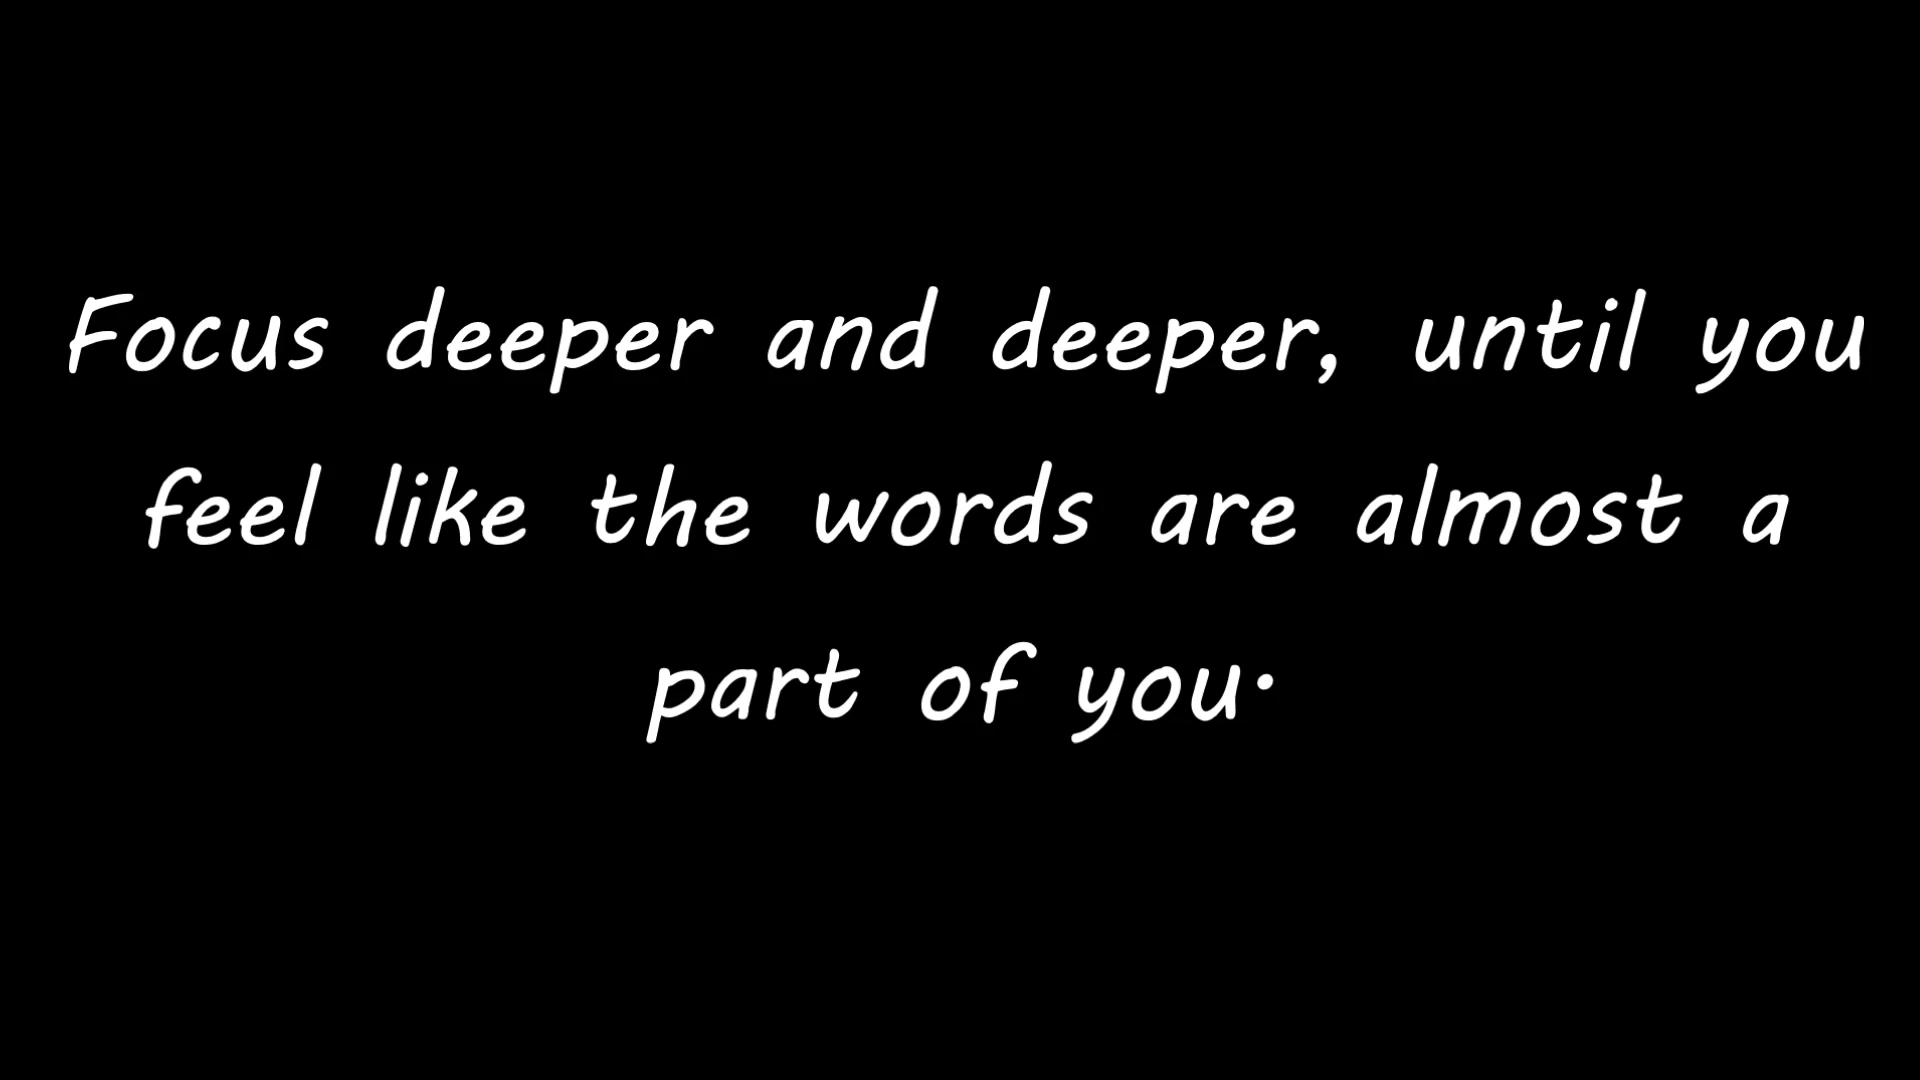 Focus deeper and deeper, until you
feel like the words are almost a
part of you.